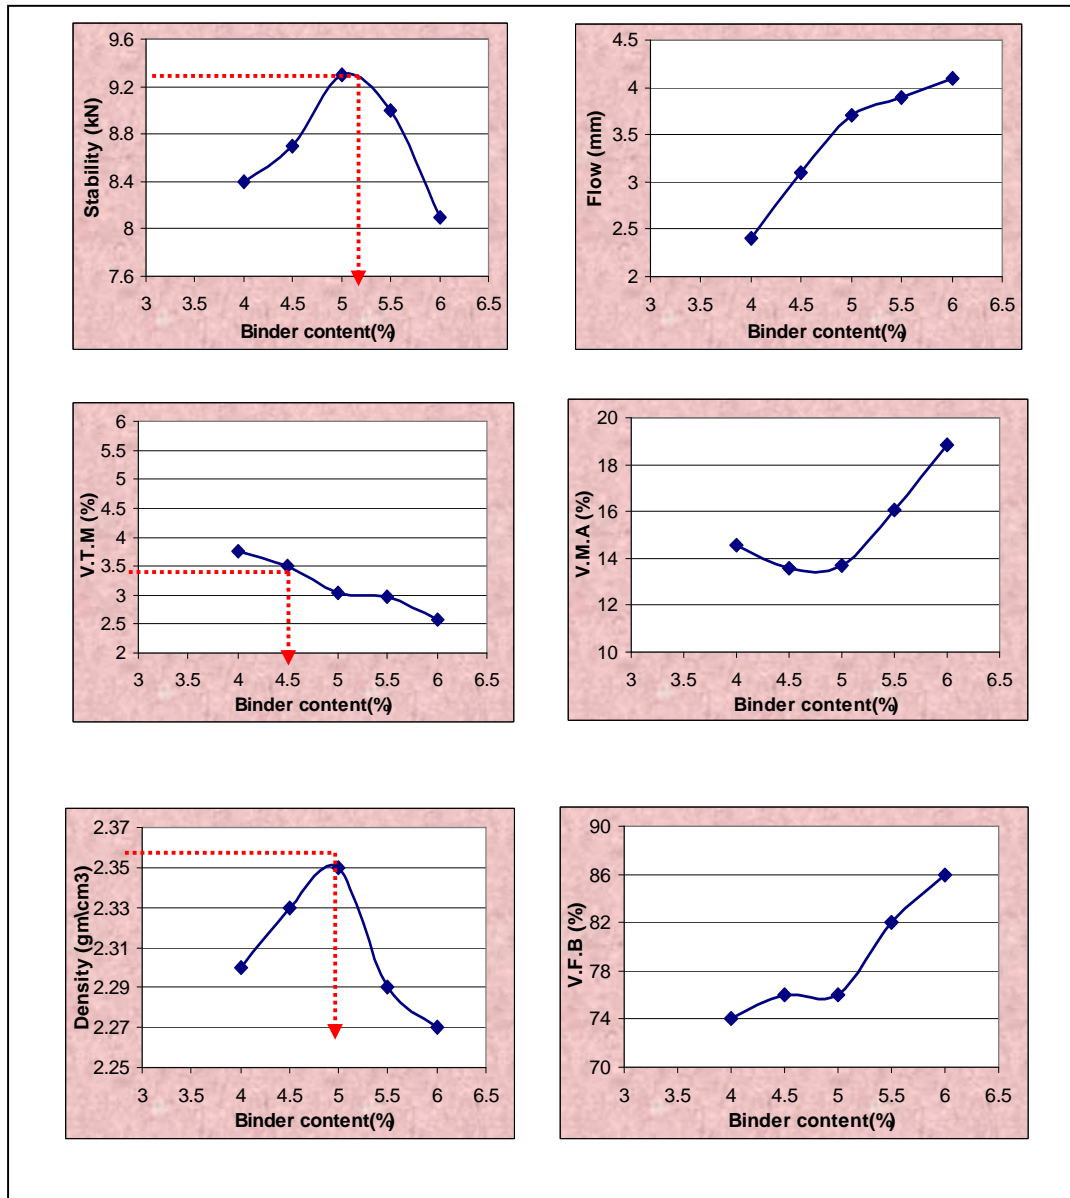 9.6
9.2
8.8
8.4
8
7.6
3 3.5 4 4.5 5 5.5 6 6.5
Stability (kN)
Binder content(%)
4.5
4
3.5
3
2.5
2
3 3.5 4 4.5 5 5.5 6 6.5
Flow (mm)
Binder content(%)
6
5.5
5
4.5
4
3.5
3
2.5
2
3 3.5 4 4.5 5 5.5 6 6.5
V.T.M (%)
Binder content(%)
20
18
16
14
12
10
3 3.5 4 4.5 5 5.5 6 6.5
V.M.A (%)
Binder content(%)
2.37
2.35
2.33
2.31
2.29
2.27
2.25
3 3.5 4 4.5 5 5.5 6 6.5
Density (gm\cm3)
Binder content(%)
90
86
82
78
74
70
3 3.5 4 4.5 5 5.5 6 6.5
V.F.B (%)
Binder content(%)